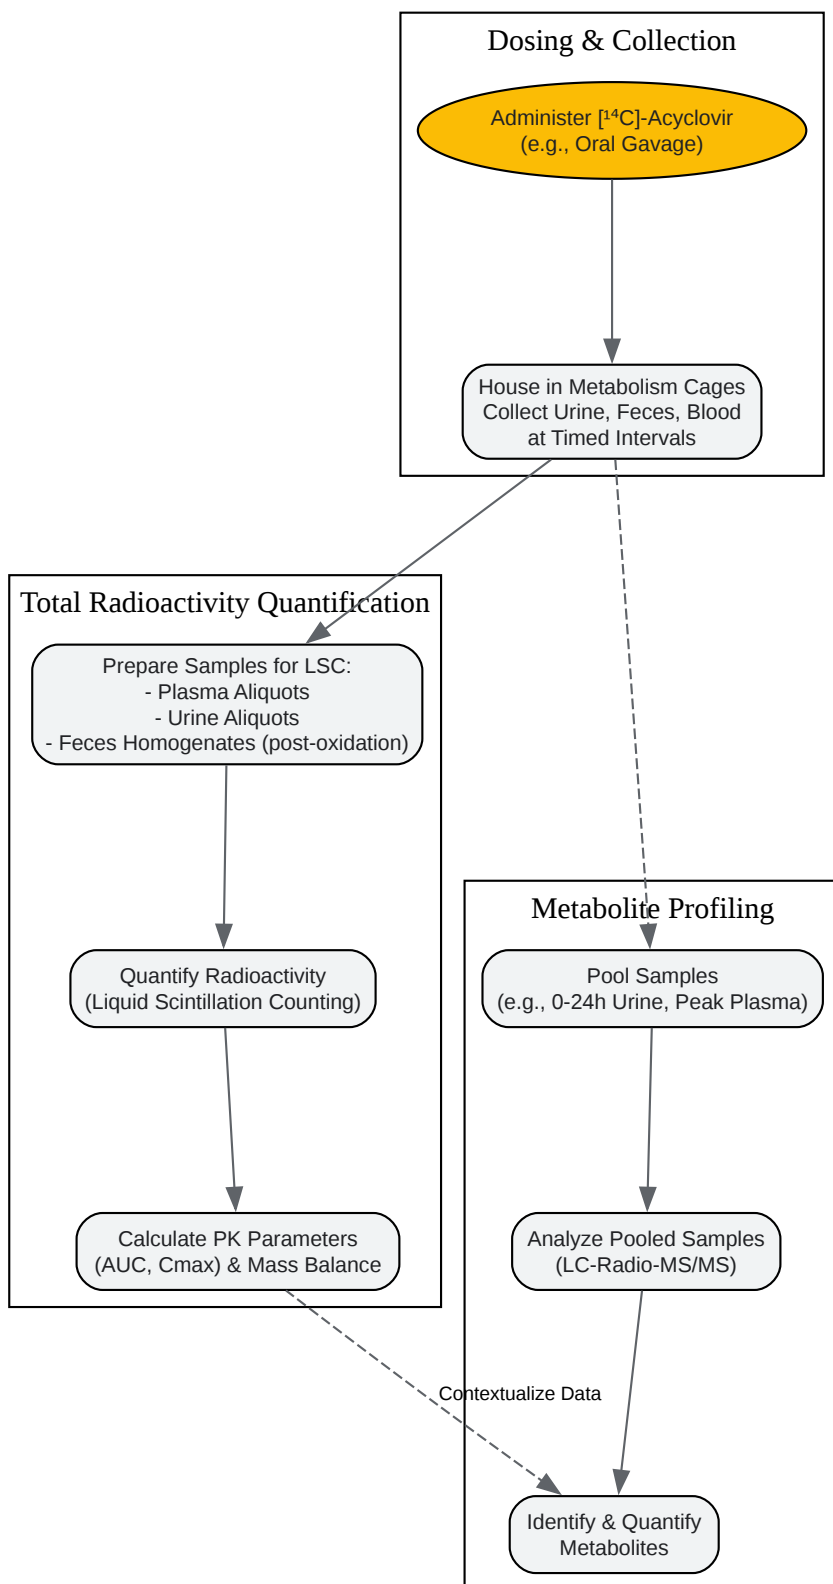 Dosing & Collection
Administer [¹⁴C]-Acyclovir
(e.g., Oral Gavage)
House in Metabolism Cages
Collect Urine, Feces, Blood
at Timed Intervals
Total Radioactivity Quantification
Prepare Samples for LSC:
- Plasma Aliquots
- Urine Aliquots
- Feces Homogenates (post-oxidation)
Quantify Radioactivity
(Liquid Scintillation Counting)
Calculate PK Parameters
(AUC, Cmax) & Mass Balance
Metabolite Profiling
Pool Samples
(e.g., 0-24h Urine, Peak Plasma)
Analyze Pooled Samples
(LC-Radio-MS/MS)
Contextualize Data
Identify & Quantify
Metabolites